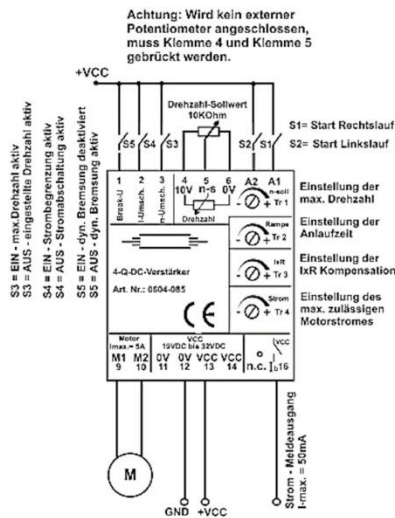 Achtung: Wird kein externer
Potentiometer angeschlossen,
muss Klemme 4 und Klemme 5
gebrückt werden.
+VCC
S3 = EIN - max.Drehzahl aktiv
S3 = AUS - eingestellte Drehzahl aktiv
S4 = EIN - Strombegrenzung aktiv
S4 = AUS - Stromabschaltung aktiv
S5 = EIN - dyn. Bremsung deaktiviert
S5 = AUS - dyn. Bremsung aktiv
Drehzahl-Sollwert
10KOhm
S5 S4 S3
S2 S1
S1= Start Rechtslauf
S2= Start Linkslauf
1 2 3 4 5 6 A2 A1
Break-U
I-Umsch.
n-Umsch.
10V n-s 0V
Drehzahl
n-soll
- + Tr 1
Einstellung der
max. Drehzahl
Rampe
- + Tr 2
Einstellung der
Anlaufzeit
IxR
- + Tr 3
Einstellung der
IxR Kompensation
Strom
- + Tr 4
Einstellung des
max. zulässigen
Motorstromes
4-Q-DC-Verstärker
Art. Nr.: 0604-085
CE
Motor
Imax.= 5A
VCC
19VDC bis 32VDC
M1 M2 0V 0V VCC VCC
9 10 11 12 13 14
n.c.
VCC
16
M
GND +VCC
Strom - Meldeausgang
I-max. = 50mA